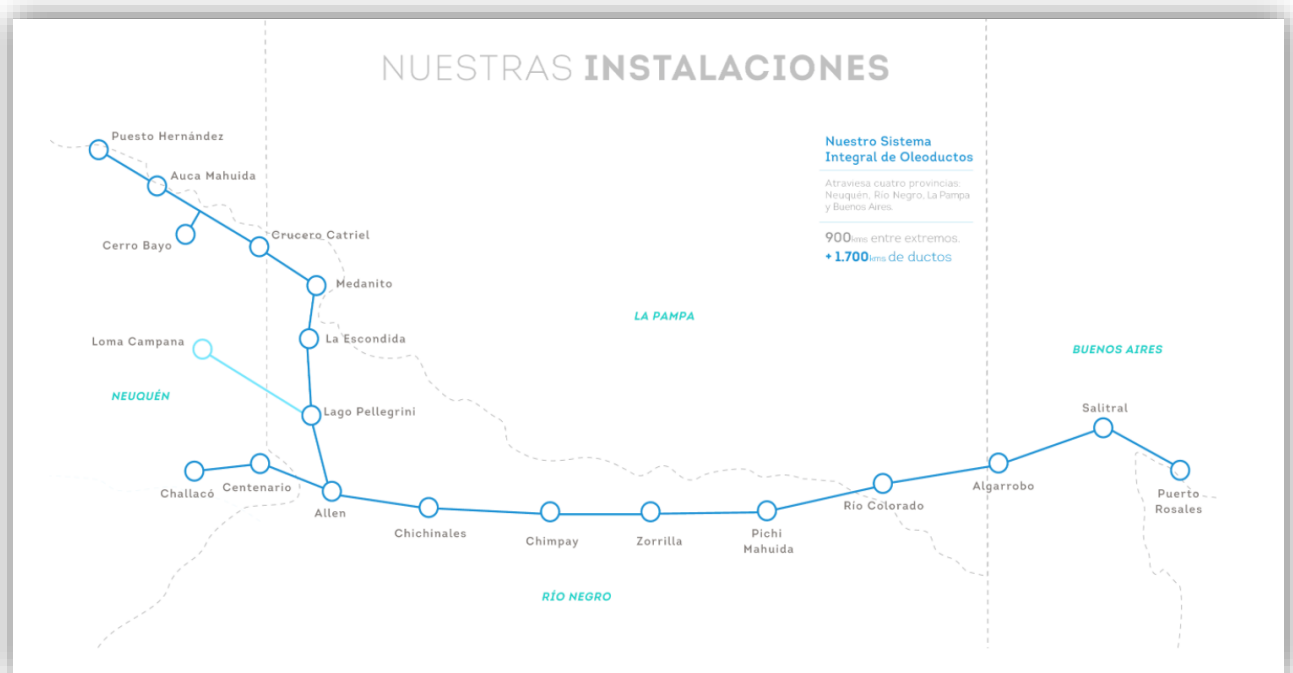 NUESTRAS INSTALACIONES
Puesto Hernández
Auca Mahuida
Cerro Bayo
Crucero Catriel
Medanito
La Escondida
Loma Campana
NEUQUÉN
Lago Pellegrini
Challacó
Centenario
Allen
Chichinales
Chimpay
Zorrilla
Pichi
Mahuida
Río Colorado
Algarrobo
Salitral
Puerto
Rosales
LA PAMPA
BUENOS AIRES
RÍO NEGRO
Nuestro Sistema
Integral de Oleoductos
Atraviesa cuatro provincias:
Neuquén, Río Negro, La Pampa
y Buenos Aires.
900kms entre extremos.
+ 1.700kms de ductos